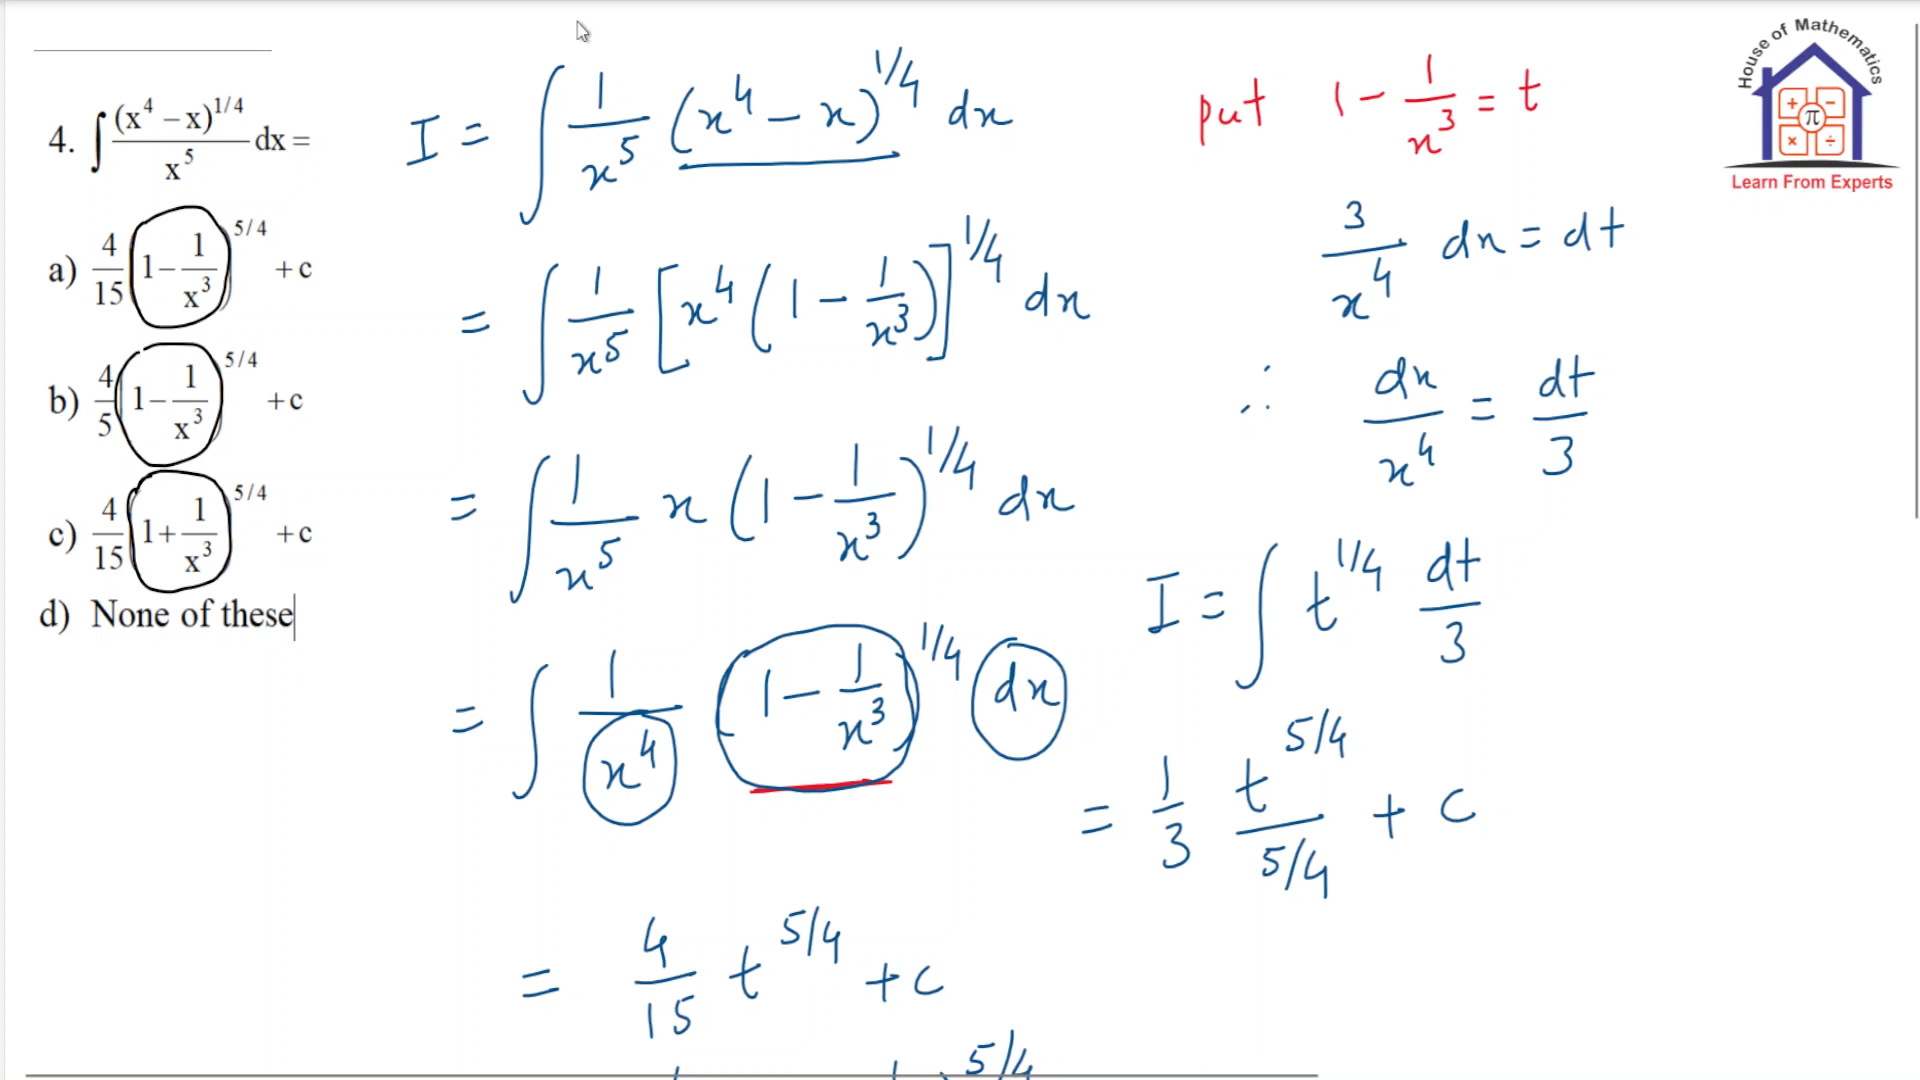 4. ∫ (x⁴ – x)^1/4 / x⁵ dx =
a) 4/15 (1 – 1/x³)^5/4 + c
b) 4/5 (1 – 1/x³)^5/4 + c
c) 4/15 (1 + 1/x³)^5/4 + c
d) None of these
I = ∫ 1/x⁵ (x⁴ – x)^1/4 dx
= ∫ 1/x⁵ [x⁴ (1 – 1/x³)]^1/4 dx
= ∫ 1/x⁵ x (1 – 1/x³)^1/4 dx
= ∫ 1/x⁴ (1 – 1/x³)^1/4 dx
put 1 – 1/x³ = t
3/x⁴ dx = dt
∴ dx/x⁴ = dt/3
I = ∫ t^1/4 dt/3
= 1/3 t^5/4 / 5/4 + c
= 4/15 t^5/4 + c
5/4
House of Mathematics
+ −
π
× ÷
Learn From Experts